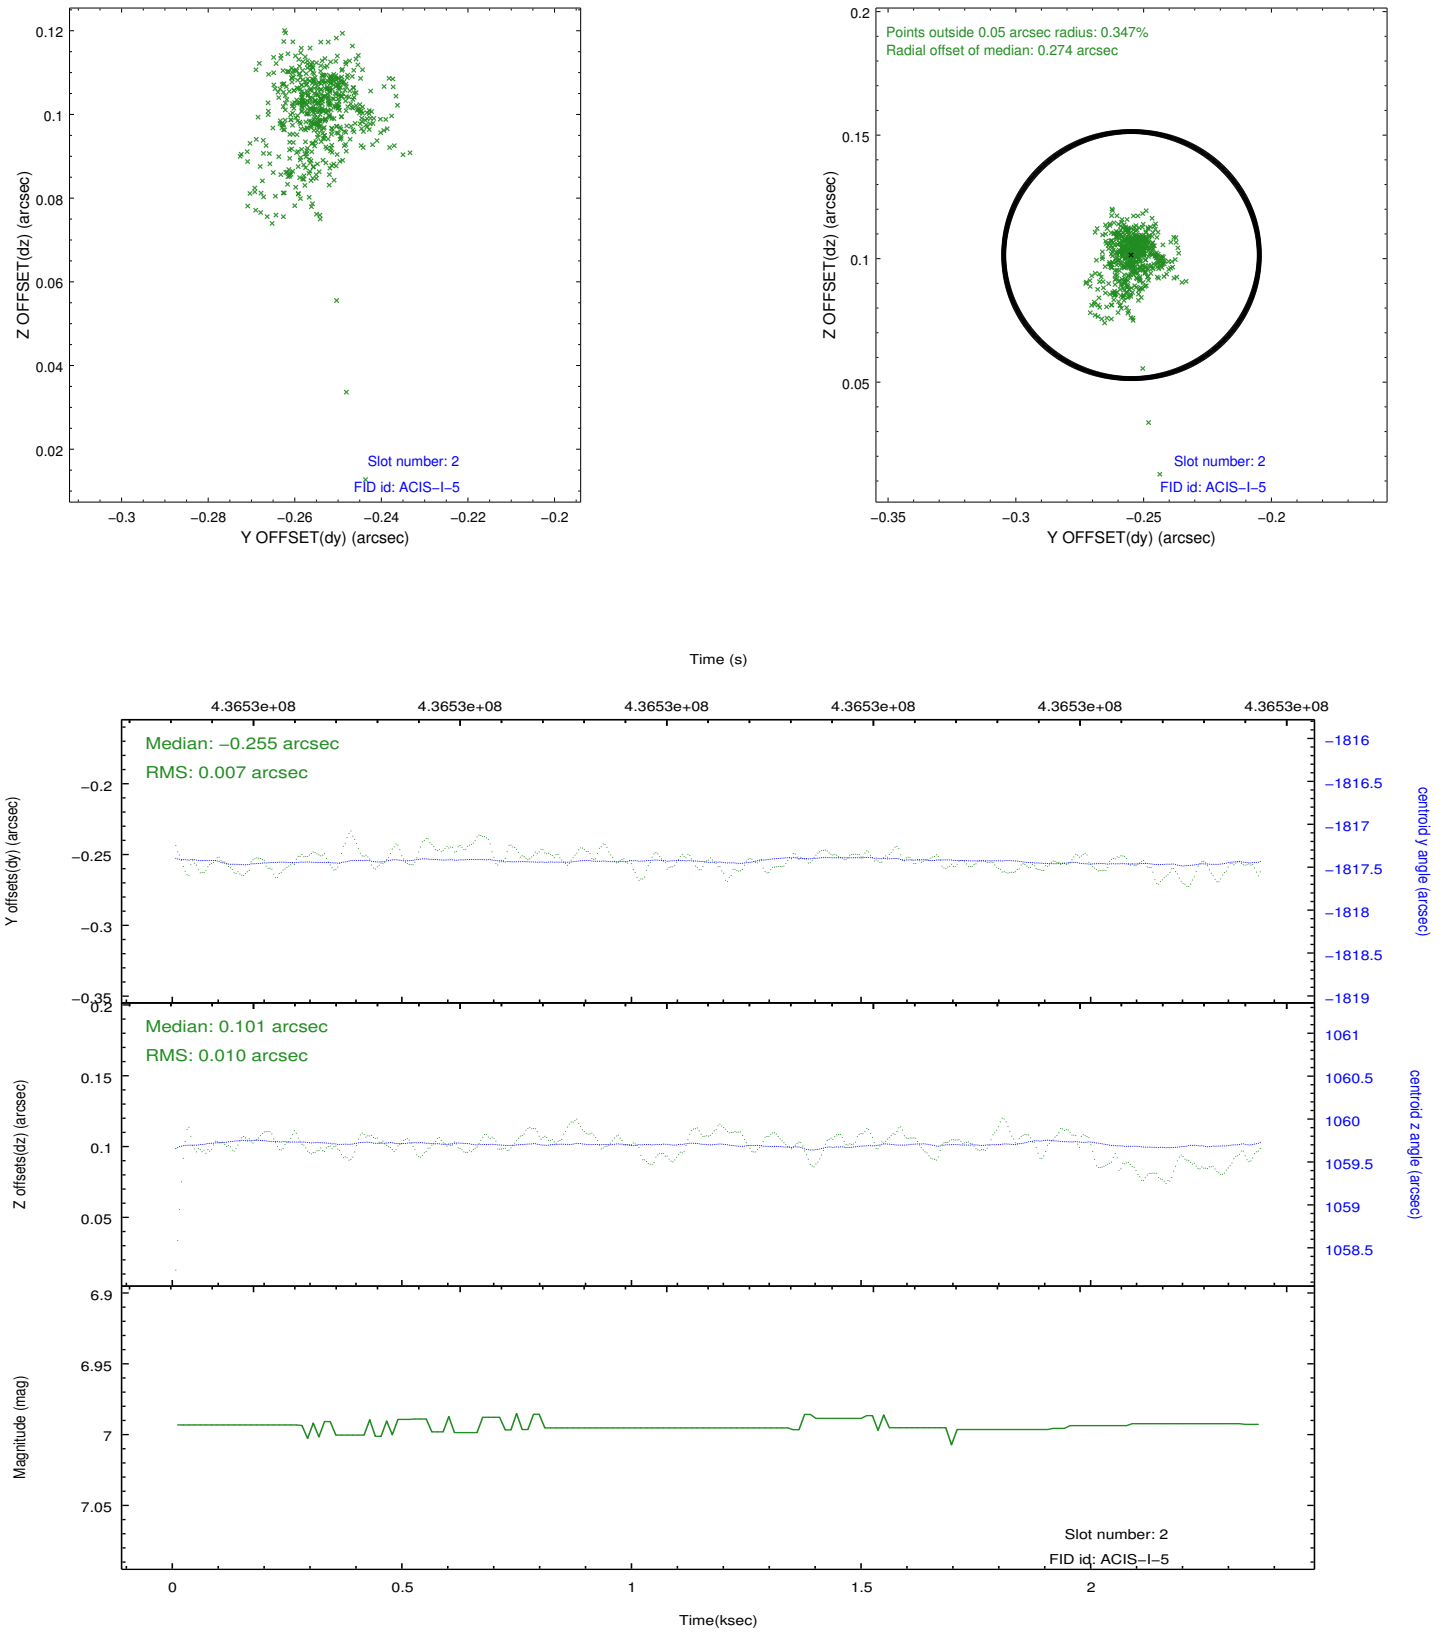 0.12
0.1
0.08
0.06
0.04
0.02
Z OFFSET(dz) (arcsec)
Slot number: 2
FID id: ACIS−I−5
−0.3
−0.28
−0.26
−0.24
−0.22
−0.2
Y OFFSET(dy) (arcsec)
Points outside 0.05 arcsec radius: 0.347%
Radial offset of median: 0.274 arcsec
0.2
0.15
0.1
0.05
Z OFFSET(dz) (arcsec)
Slot number: 2
FID id: ACIS−I−5
−0.35
−0.3
−0.25
−0.2
Y OFFSET(dy) (arcsec)
Time (s)
4.3653e+08
4.3653e+08
4.3653e+08
4.3653e+08
4.3653e+08
4.3653e+08
Median: −0.255 arcsec
RMS: 0.007 arcsec
−0.2
−0.25
−0.3
−0.35
Y offsets(dy) (arcsec)
−1816
−1816.5
−1817
−1817.5
−1818
−1818.5
−1819
centroid y angle (arcsec)
Median: 0.101 arcsec
RMS: 0.010 arcsec
0.2
0.15
0.1
0.05
Z offsets(dz) (arcsec)
1061
1060.5
1060
1059.5
1059
1058.5
centroid z angle (arcsec)
6.9
6.95
7
7.05
Magnitude (mag)
Slot number: 2
FID id: ACIS−I−5
0
0.5
1
1.5
2
Time(ksec)